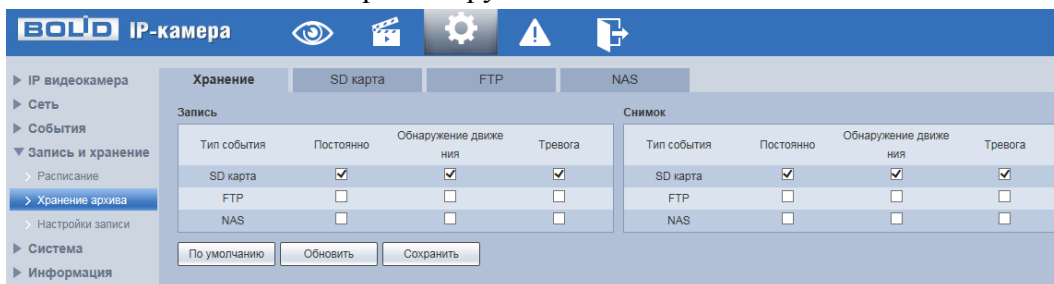 BOLID IP-камера
IP видеокамера
Сеть
События
Запись и хранение
Расписание
Хранение архива
Настройки записи
Система
Информация
Хранение SD карта FTP NAS
Запись
Тип события Постоянно Обнаружение движе
ния Тревога
SD карта
FTP
NAS
Снимок
Тип события Постоянно Обнаружение движе
ния Тревога
SD карта
FTP
NAS
По умолчанию Обновить Сохранить